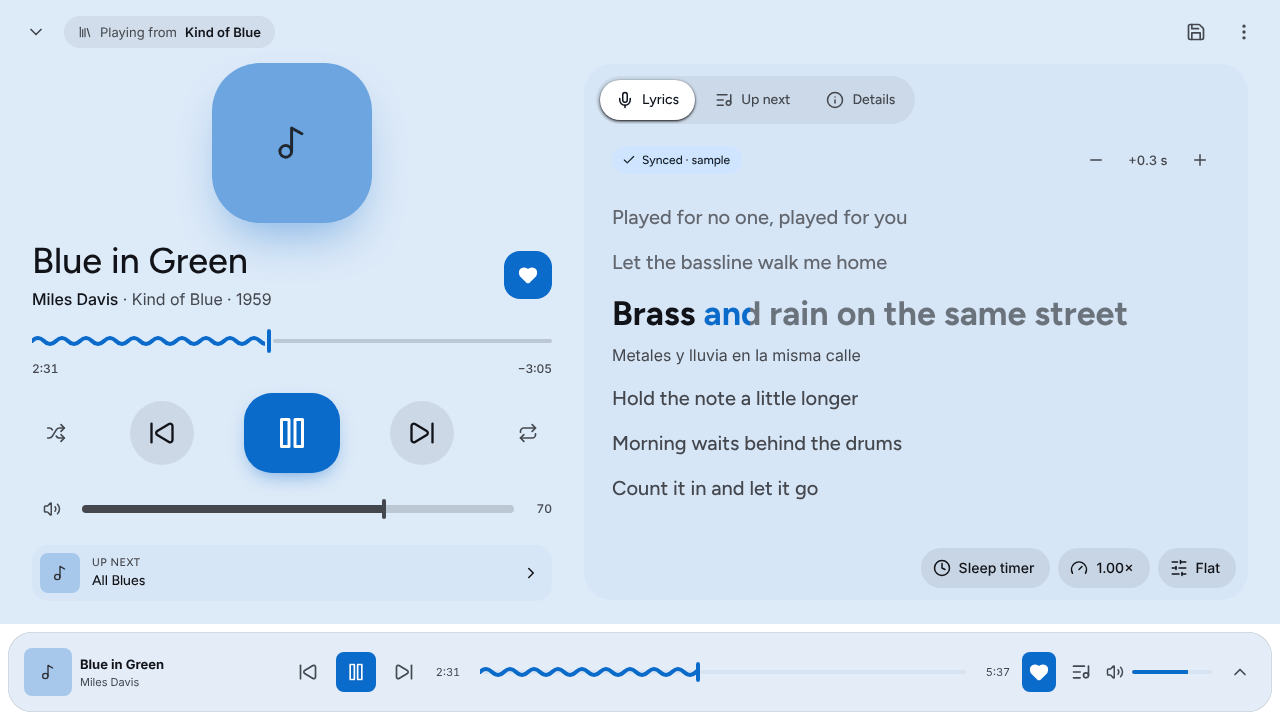 Playing from Kind of Blue
Blue in Green
Miles Davis · Kind of Blue · 1959
2:31
−3:05
70
UP NEXT
All Blues
Lyrics
Up next
Details
Synced · sample
+0.3 s
Played for no one, played for you
Let the bassline walk me home
Brass and rain on the same street
Metales y lluvia en la misma calle
Hold the note a little longer
Morning waits behind the drums
Count it in and let it go
Sleep timer
1.00×
Flat
Blue in Green
Miles Davis
2:31
5:37